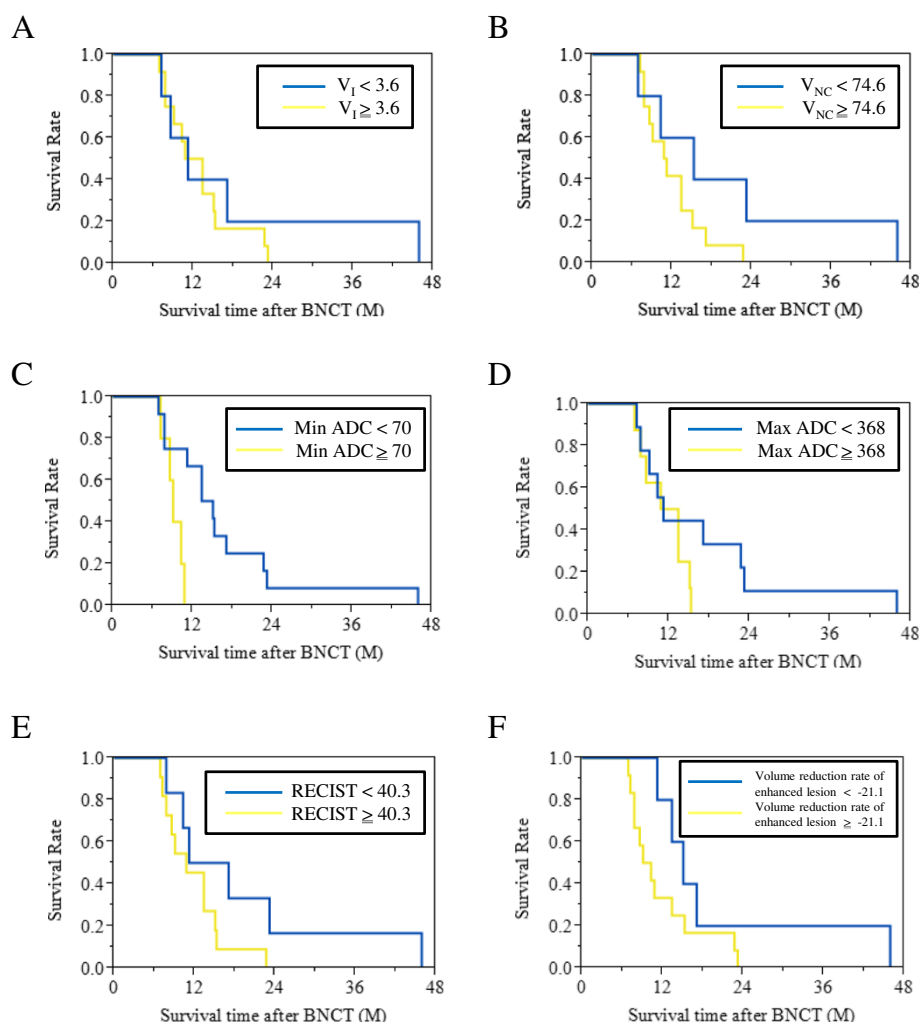 A
1.0
0.8
0.6
0.4
0.2
0.0
Survival Rate
V_I < 3.6
V_I ≧ 3.6
0 12 24 36 48
Survival time after BNCT (M)
B
1.0
0.8
0.6
0.4
0.2
0.0
Survival Rate
V_NC < 74.6
V_NC ≧ 74.6
0 12 24 36 48
Survival time after BNCT (M)
C
1.0
0.8
0.6
0.4
0.2
0.0
Survival Rate
Min ADC < 70
Min ADC ≧ 70
0 12 24 36 48
Survival time after BNCT (M)
D
1.0
0.8
0.6
0.4
0.2
0.0
Survival Rate
Max ADC < 368
Max ADC ≧ 368
0 12 24 36 48
Survival time after BNCT (M)
E
1.0
0.8
0.6
0.4
0.2
0.0
Survival Rate
RECIST < 40.3
RECIST ≧ 40.3
0 12 24 36 48
Survival time after BNCT (M)
F
1.0
0.8
0.6
0.4
0.2
0.0
Survival Rate
Volume reduction rate of
enhanced lesion < -21.1
Volume reduction rate of
enhanced lesion ≧ -21.1
0 12 24 36 48
Survival time after BNCT (M)